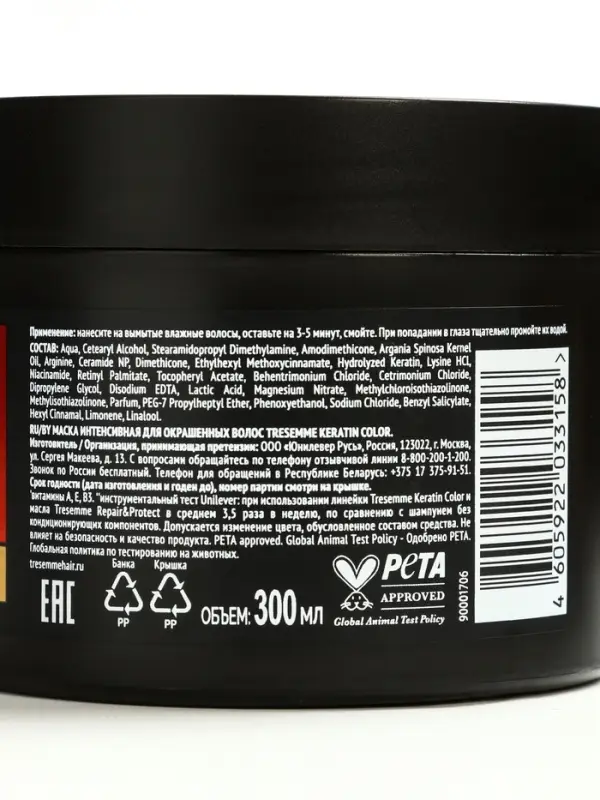 Применение: нанесите на вымытые влажные волосы, оставьте на 3-5 минут, смойте. При попадании в глаза тщательно промойте их водой.
СОСТАВ: Aqua, Cetearyl Alcohol, Stearamidopropyl Dimethylamine, Amodimethicone, Argania Spinosa Kernel
Oil, Arginine, Ceramide NP, Dimethicone, Ethylhexyl Methoxycinnamate, Hydrolyzed Keratin, Lysine HCl,
Niacinamide, Retinyl Palmitate, Tocopheryl Acetate, Behentrimonium Chloride, Cetrimonium Chloride,
Dipropylene Glycol, Disodium EDTA, Lactic Acid, Magnesium Nitrate, Methylchloroisothiazolinone,
Methylisothiazolinone, Parfum, PEG-7 Propylheptyl Ether, Phenoxyethanol, Sodium Chloride, Benzyl Salicylate,
Hexyl Cinnamal, Limonene, Linalool.
RU/BY МАСКА ИНТЕНСИВНАЯ ДЛЯ ОКРАШЕННЫХ ВОЛОС TRESEMME KERATIN COLOR.
Изготовитель / Организация, принимающая претензии: ООО «Юнилевер Русь», Россия, 123022, г. Москва,
ул. Сергея Макеева, д. 13. С вопросами обращайтесь по телефону отзывчивой линии 8-800-200-1-200.
Звонок по России бесплатный. Телефон для обращений в Республике Беларусь: +375 17 375-91-51.
Срок годности (дата изготовления и годен до), номер партии смотри на крышке.
*витамины А, Е, В3. **инструментальный тест Unilever: при использовании линейки Tresemme Keratin Color и
масла Tresemme Repair&Protect в среднем 3,5 раза в неделю, по сравнению с шампунем без
кондиционирующих компонентов. Допускается изменение цвета, обусловленное составом средства. Не
влияет на безопасность и качество продукта. PETA approved. Global Animal Test Policy - Одобрено PETA.
Глобальная политика по тестированию на животных.
tresemmehair.ru
Банка Крышка
PP PP
EAC
ОБЪЕМ: 300 МЛ
PETA
APPROVED
Global Animal Test Policy
90001706
4 605922 033158 >